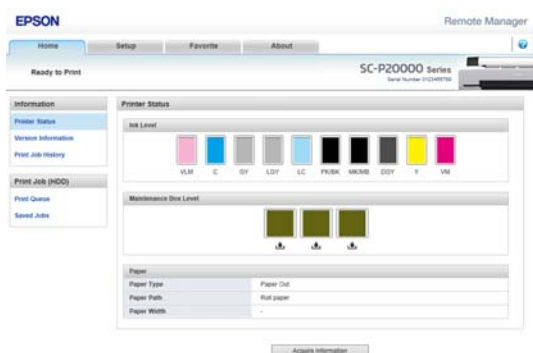 EPSON
Remote Manager
Home Setup Favorite About
Ready to Print
SC-P20000 Series
Information
Printer Status
Version Information
Print Job History
Print Job (HDD)
Print Queue
Saved Jobs
Printer Status
Ink Level
VLM C GY LGY LC PK/BK MK/MB DGY Y VM
Maintenance Box Level
Paper
Paper Type Paper Out
Paper Path Roll paper
Paper Width -
Acquire Information